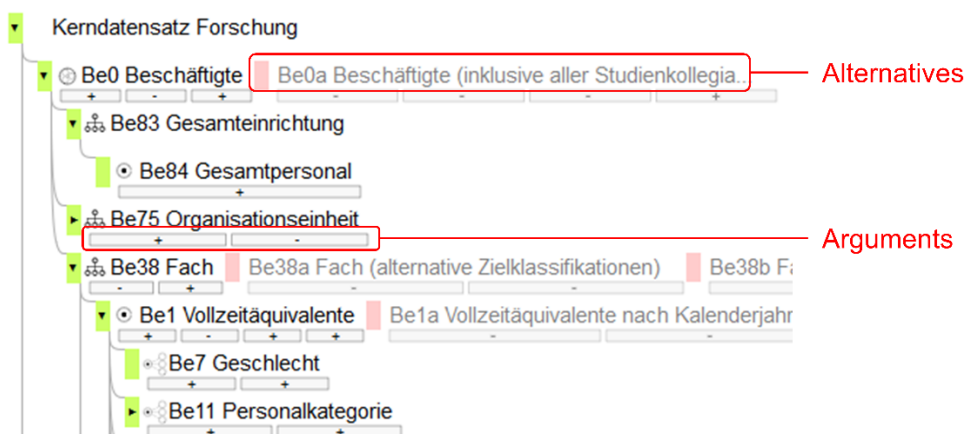 Kerndatensatz Forschung
Be0 Beschäftigte Be0a Beschäftigte (inklusive aller Studienkollegia.. Alternatives
+ - + - - - +
Be83 Gesamteinrichtung
Be84 Gesamtpersonal
+
Be75 Organisationseinheit
+ - Arguments
Be38 Fach Be38a Fach (alternative Zielklassifikationen) Be38b
- + - -
Be1 Vollzeitäquivalente Be1a Vollzeitäquivalente nach Kalenderjahr
+ - + + - -
Be7 Geschlecht
+ +
Be11 Personalkategorie
+ +